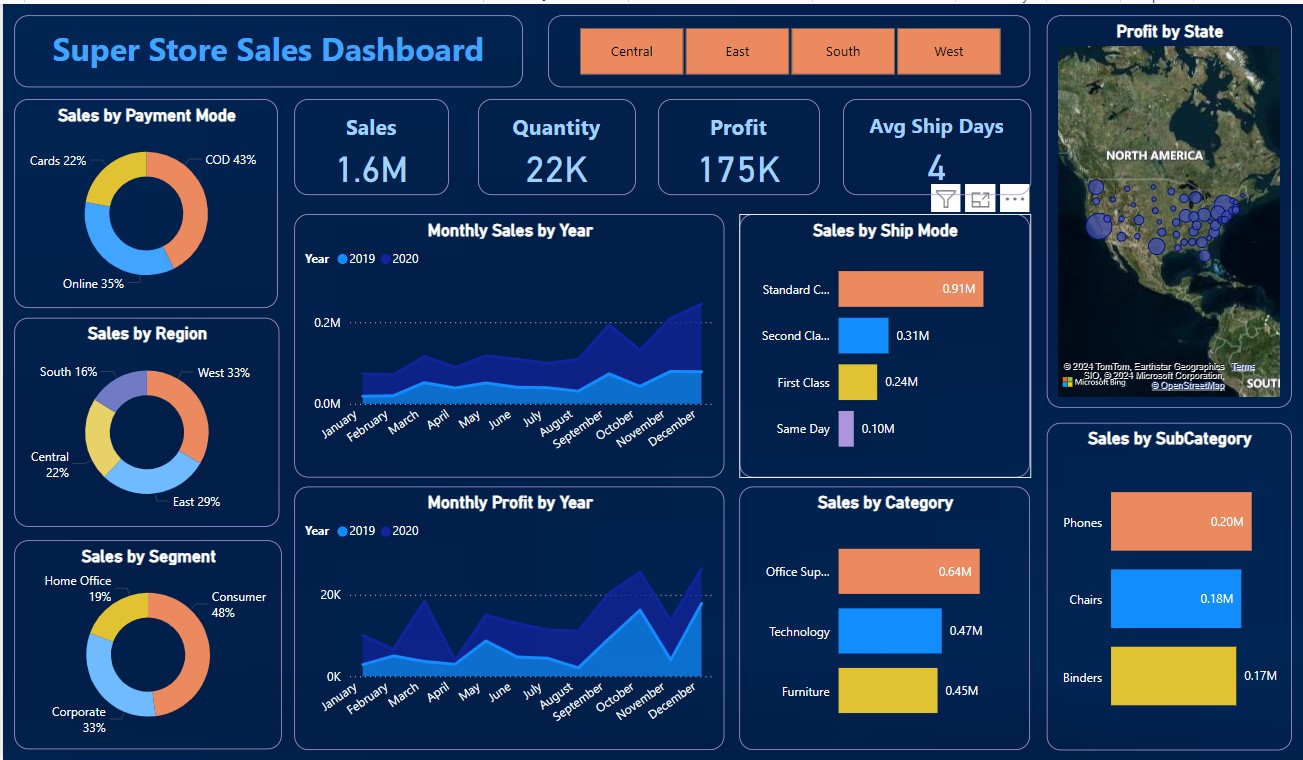 Super Store Sales Dashboard
Central
East
South
West
Profit by State
NORTH AMERICA
© 2024 TomTom, Earthstar Geographics Terms
SIO, © 2024 Microsoft Corporation,
Microsoft Bing
© OpenStreetMap
SOUTI
Sales by Payment Mode
Cards 22%
COD 43%
Online 35%
Sales
1.6M
Quantity
22K
Profit
175K
Avg Ship Days
4
Monthly Sales by Year
Year 2019 2020
0.2M
0.0M
January
February
March
April
May
June
July
August
September
October
November
December
Sales by Ship Mode
Standard C... 0.91M
Second Cla... 0.31M
First Class 0.24M
Same Day 0.10M
Sales by Region
South 16%
West 33%
Central
22%
East 29%
Monthly Profit by Year
Year 2019 2020
20K
0K
January
February
March
April
May
June
July
August
September
October
November
December
Sales by Category
Office Sup... 0.64M
Technology 0.47M
Furniture 0.45M
Sales by SubCategory
Phones 0.20M
Chairs 0.18M
Binders 0.17M
Sales by Segment
Home Office
19%
Consumer
48%
Corporate
33%